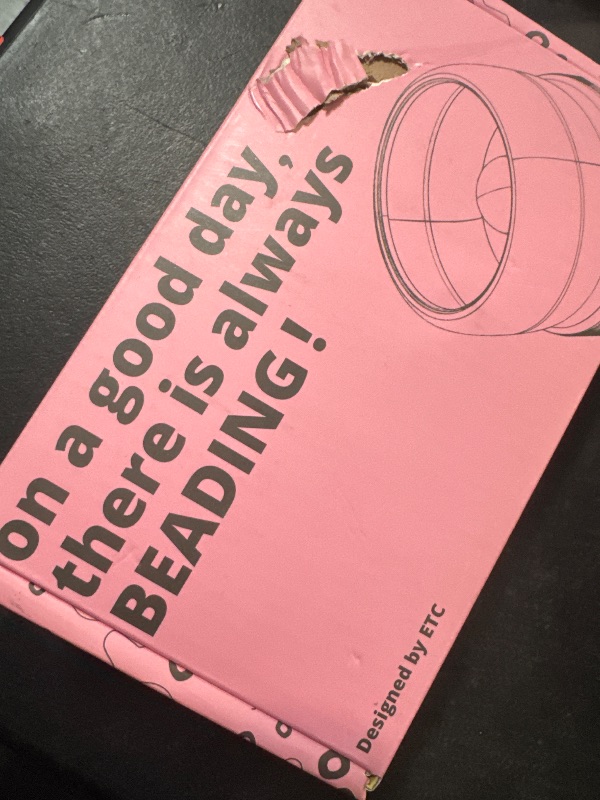 on a good day,
there is always
BEADING!
Designed by ETC